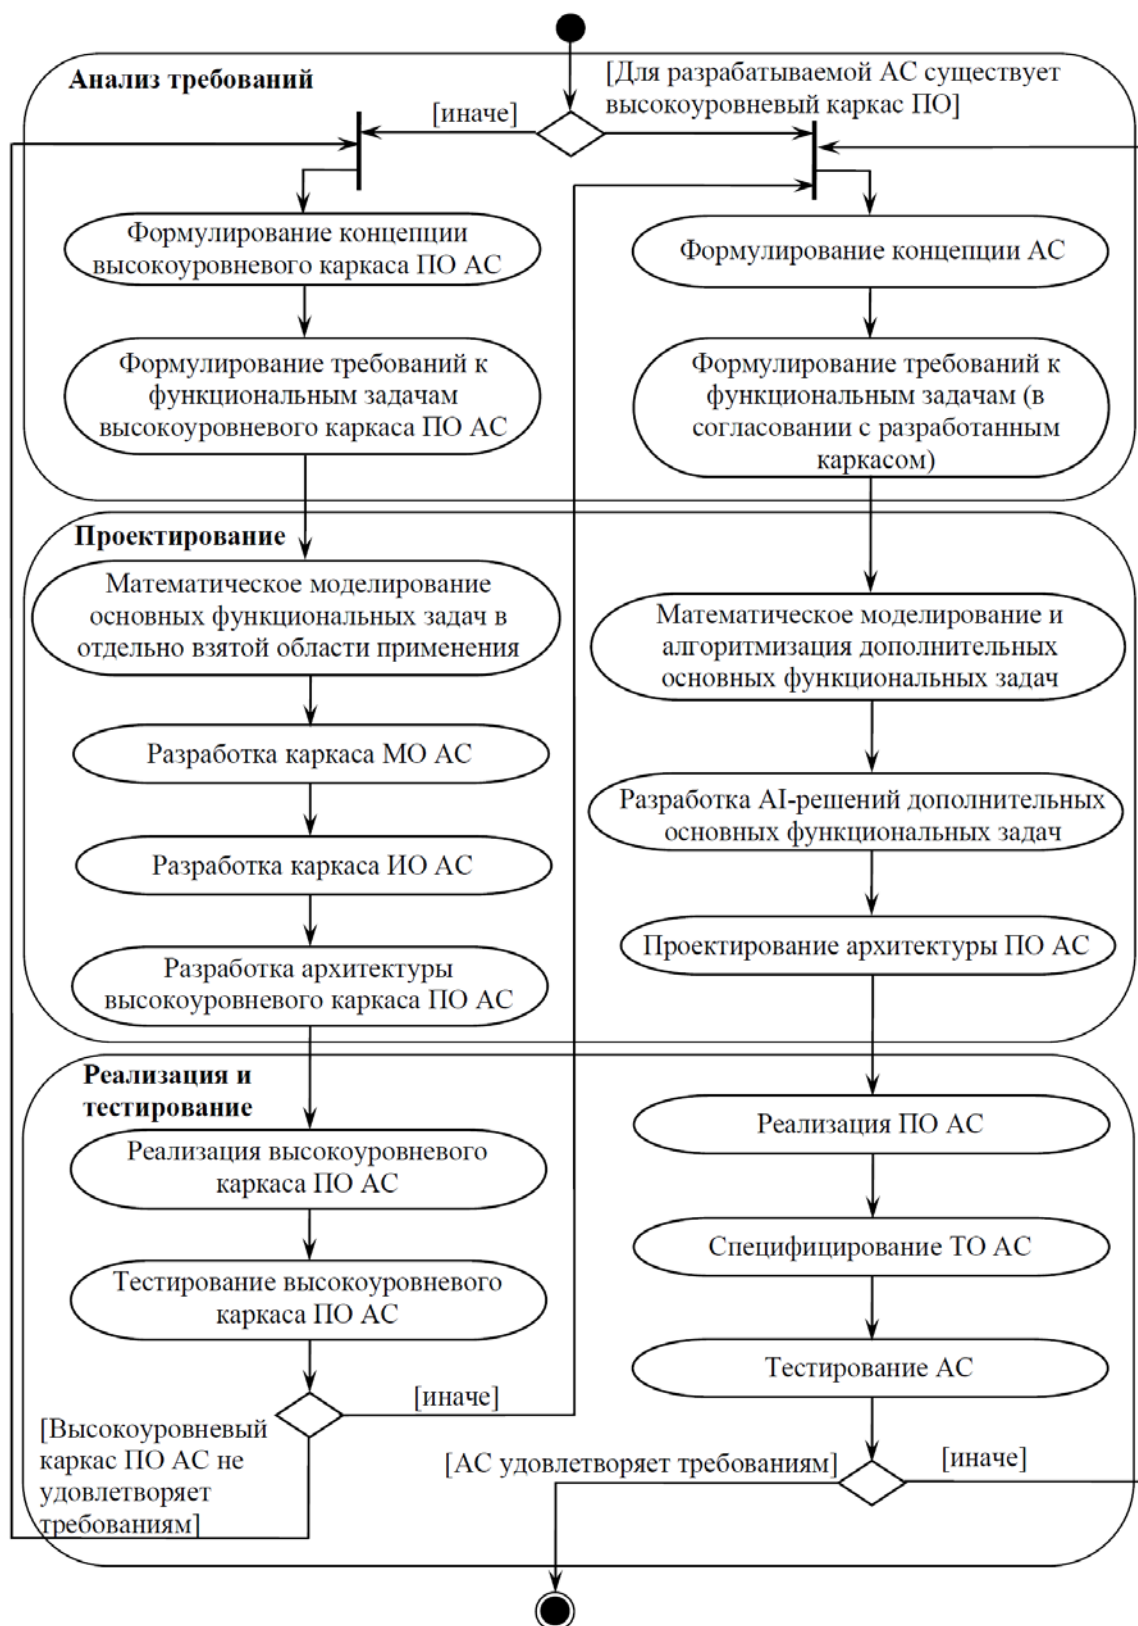 Анализ требований
[Для разрабатываемой АС существует
высокоуровневый каркас ПО]
[иначе]
Формулирование концепции
высокоуровневого каркаса ПО АС
Формулирование концепции АС
Формулирование требований к
функциональным задачам
высокоуровневого каркаса ПО АС
Формулирование требований к
функциональным задачам (в
согласовании с разработанным
каркасом)
Проектирование
Математическое моделирование
основных функциональных задач в
отдельно взятой области применения
Математическое моделирование и
алгоритмизация дополнительных
основных функциональных задач
Разработка каркаса МО АС
Разработка AI-решений дополнительных
основных функциональных задач
Разработка каркаса ИО АС
Проектирование архитектуры ПО АС
Разработка архитектуры
высокоуровневого каркаса ПО АС
Реализация и
тестирование
Реализация ПО АС
Реализация высокоуровневого
каркаса ПО АС
Специфицирование ТО АС
Тестирование высокоуровневого
каркаса ПО АС
Тестирование АС
[иначе]
[Высокоуровневый
каркас ПО АС не
удовлетворяет
требованиям]
[АС удовлетворяет требованиям]
[иначе]